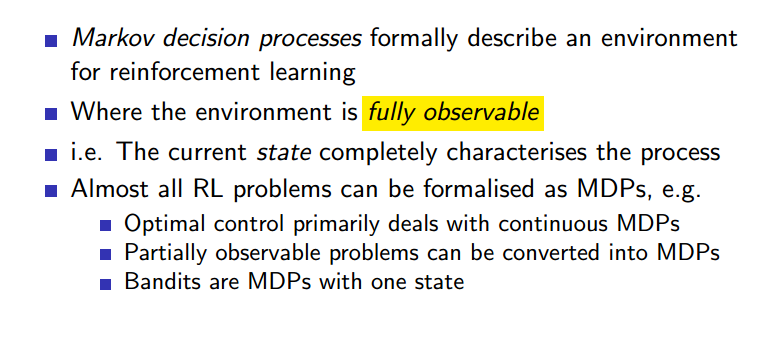 Markov decision processes formally describe an environment
for reinforcement learning
Where the environment is fully observable
i.e. The current state completely characterises the process
Almost all RL problems can be formalised as MDPs, e.g.
Optimal control primarily deals with continuous MDPs
Partially observable problems can be converted into MDPs
Bandits are MDPs with one state